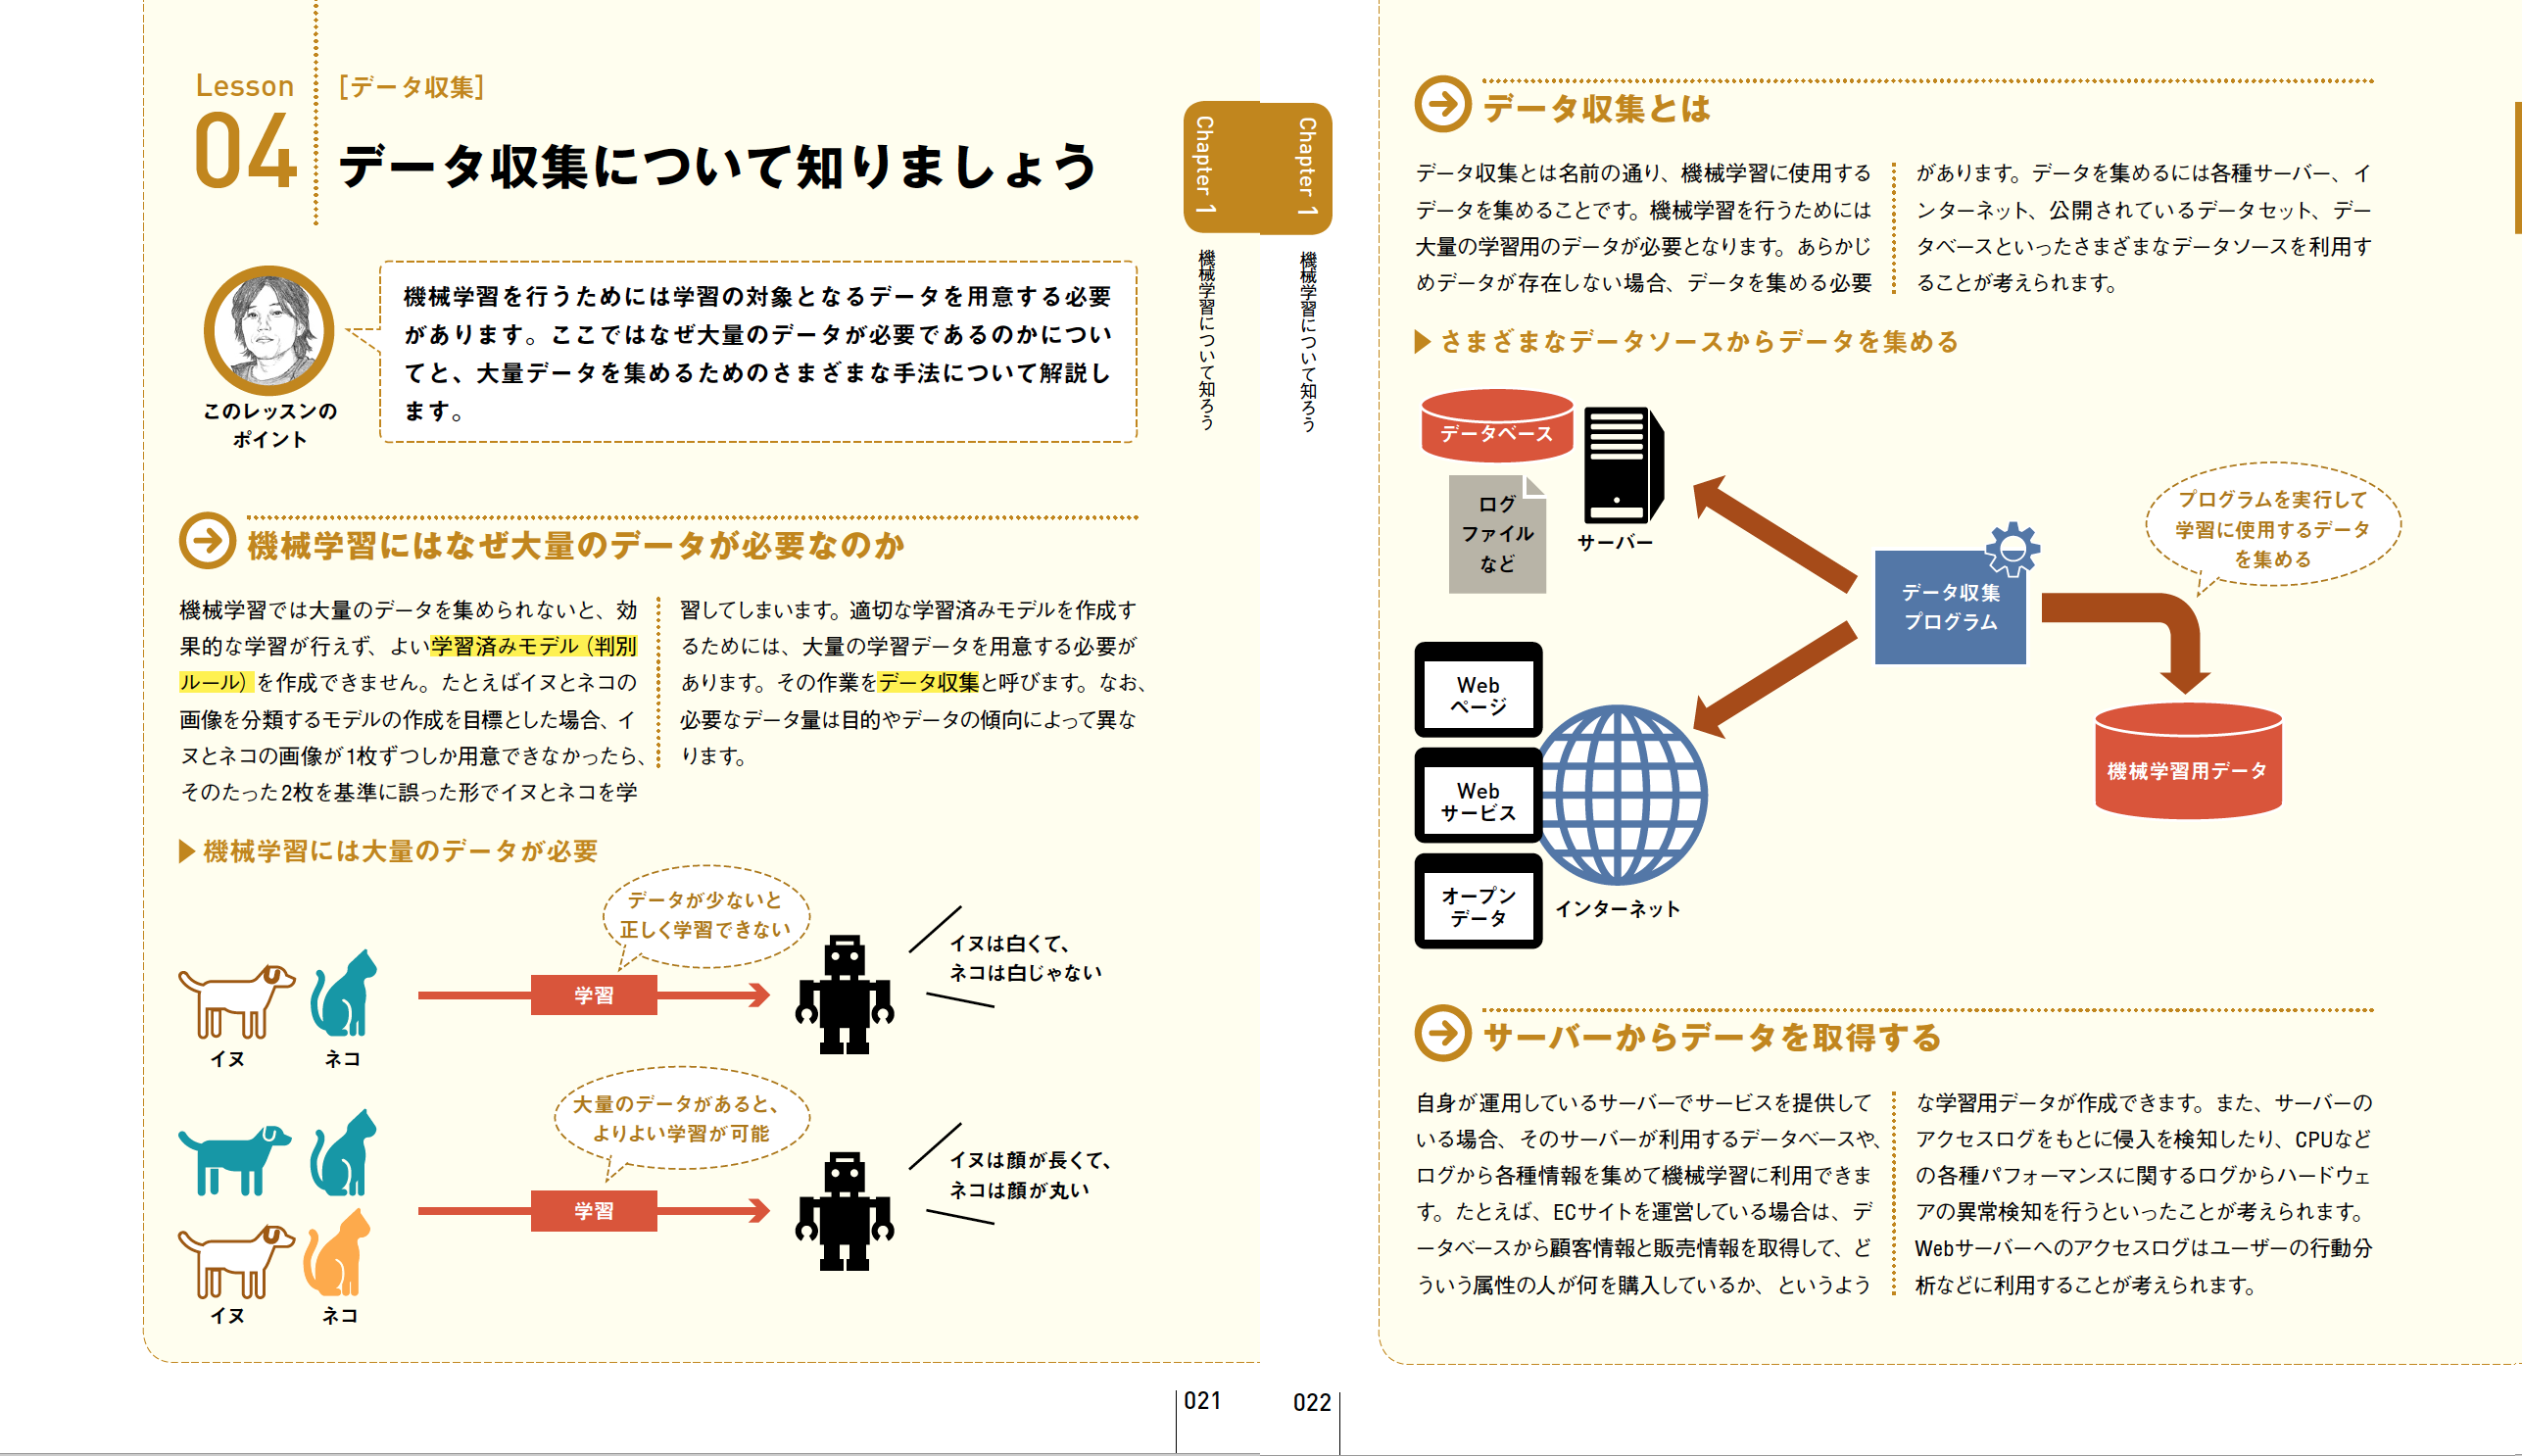 Lesson
04
［データ収集］
データ収集について知りましょう
このレッスンの
ポイント
機械学習を行うためには学習の対象となるデータを用意する必要
があります。ここではなぜ大量のデータが必要であるのかについ
てと、大量データを集めるためのさまざまな手法について解説し
ます。
Chapter 1
機械学習について知ろう
機械学習にはなぜ大量のデータが必要なのか
機械学習では大量のデータを集められないと、効
果的な学習が行えず、よい学習済みモデル（判別
ルール）を作成できません。たとえばイヌとネコの
画像を分類するモデルの作成を目標とした場合、イ
ヌとネコの画像が1枚ずつしか用意できなかったら、
そのたった2枚を基準に誤った形でイヌとネコを学
習してしまいます。適切な学習済みモデルを作成す
るためには、大量の学習データを用意する必要が
あります。その作業をデータ収集と呼びます。なお、
必要なデータ量は目的やデータの傾向によって異な
ります。
機械学習には大量のデータが必要
データが少ないと
正しく学習できない
イヌ
ネコ
学習
イヌは白くて、
ネコは白じゃない
大量のデータがあると、
よりよい学習が可能
学習
イヌは顔が長くて、
ネコは顔が丸い
イヌ
ネコ
021
Chapter 1
機械学習について知ろう
データ収集とは
データ収集とは名前の通り、機械学習に使用する
データを集めることです。機械学習を行うためには
大量の学習用のデータが必要となります。あらかじ
めデータが存在しない場合、データを集める必要
があります。データを集めるには各種サーバー、イ
ンターネット、公開されているデータセット、デー
タベースといったさまざまなデータソースを利用す
ることが考えられます。
さまざまなデータソースからデータを集める
データベース
ログ
ファイル
など
サーバー
データ収集
プログラム
プログラムを実行して
学習に使用するデータ
を集める
機械学習用データ
Web
ページ
Web
サービス
オープン
データ
インターネット
サーバーからデータを取得する
自身が運用しているサーバーでサービスを提供して
いる場合、そのサーバーが利用するデータベースや、
ログから各種情報を集めて機械学習に利用できま
す。たとえば、ECサイトを運営している場合は、デ
ータベースから顧客情報と販売情報を取得して、ど
ういう属性の人が何を購入しているか、というよう
な学習用データが作成できます。また、サーバーの
アクセスログをもとに侵入を検知したり、CPUなど
の各種パフォーマンスに関するログからハードウェ
アの異常検知を行うといったことが考えられます。
Webサーバーへのアクセスログはユーザーの行動分
析などに利用することが考えられます。
022